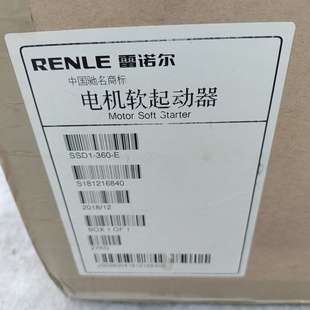 RENLE 雷诺尔
中国驰名商标
电机软起动器
Motor Soft Starter
SSD1-360-E
S181216840
2018/12
BOX 1 OF 1
27KG